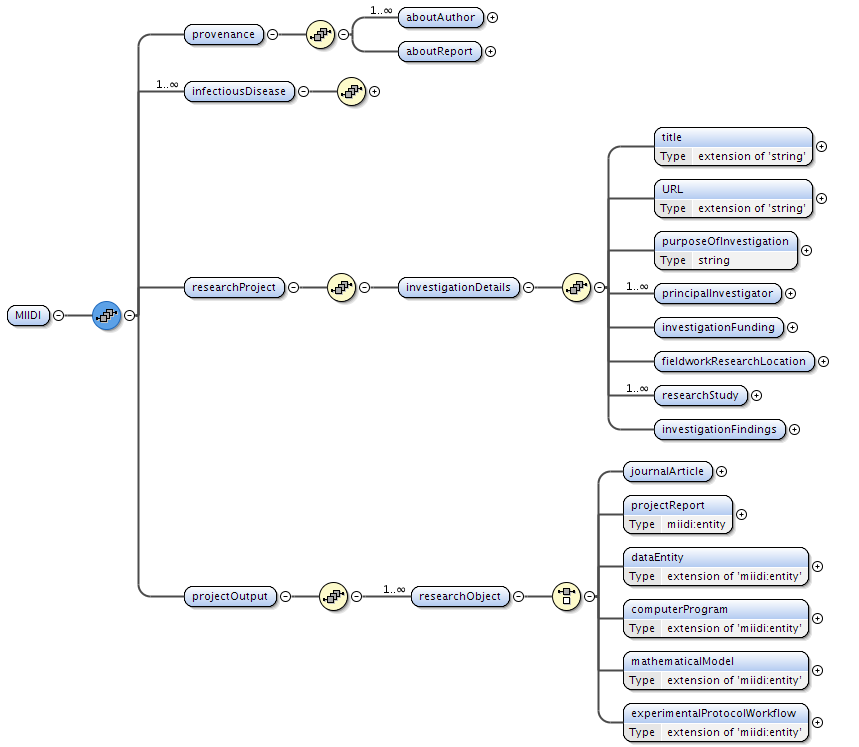 1..∞
aboutAuthor
provenance
aboutReport
1..∞
infectiousDisease
title
Type extension of 'string'
URL
Type extension of 'string'
purposeOfInvestigation
Type string
researchProject
investigationDetails
1..∞
principalInvestigator
MIIDI
investigationFunding
fieldworkResearchLocation
1..∞
researchStudy
investigationFindings
journalArticle
projectReport
Type miidi:entity
dataEntity
Type extension of 'miidi:entity'
projectOutput
1..∞
researchObject
computerProgram
Type extension of 'miidi:entity'
mathematicalModel
Type extension of 'miidi:entity'
experimentalProtocolWorkflow
Type extension of 'miidi:entity'